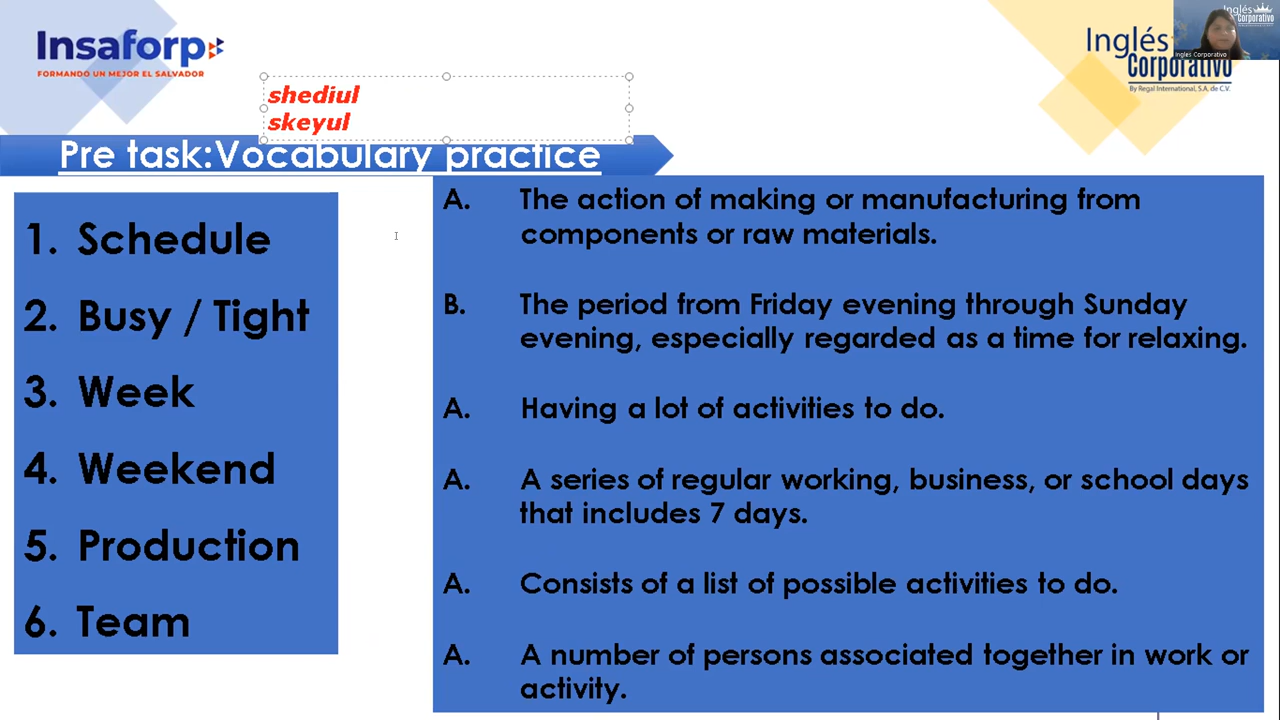 Insaforp
FORMANDO UN MEJOR EL SALVADOR
shediul
skeyul
Pre task:Vocabulary practice
Inglés
Corporativo
By Regal International, S.A. de C.V.
Inglés
Corporativo
Ingles Corporativo
1. Schedule
2. Busy / Tight
3. Week
4. Weekend
5. Production
6. Team
A. The action of making or manufacturing from
components or raw materials.
B. The period from Friday evening through Sunday
evening, especially regarded as a time for relaxing.
A. Having a lot of activities to do.
A. A series of regular working, business, or school days
that includes 7 days.
A. Consists of a list of possible activities to do.
A. A number of persons associated together in work or
activity.